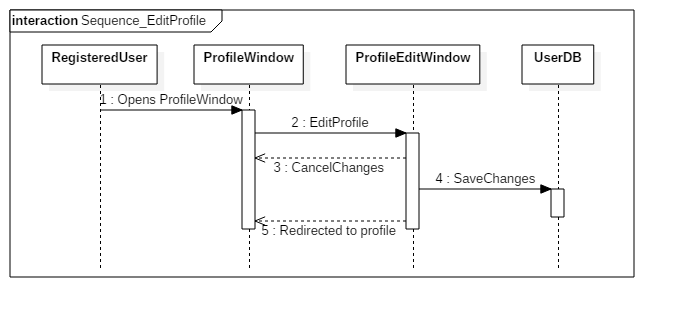 interaction Sequence_EditProfile
RegisteredUser
ProfileWindow
ProfileEditWindow
UserDB
1 : Opens ProfileWindow
2 : EditProfile
3 : CancelChanges
4 : SaveChanges
5 : Redirected to profile